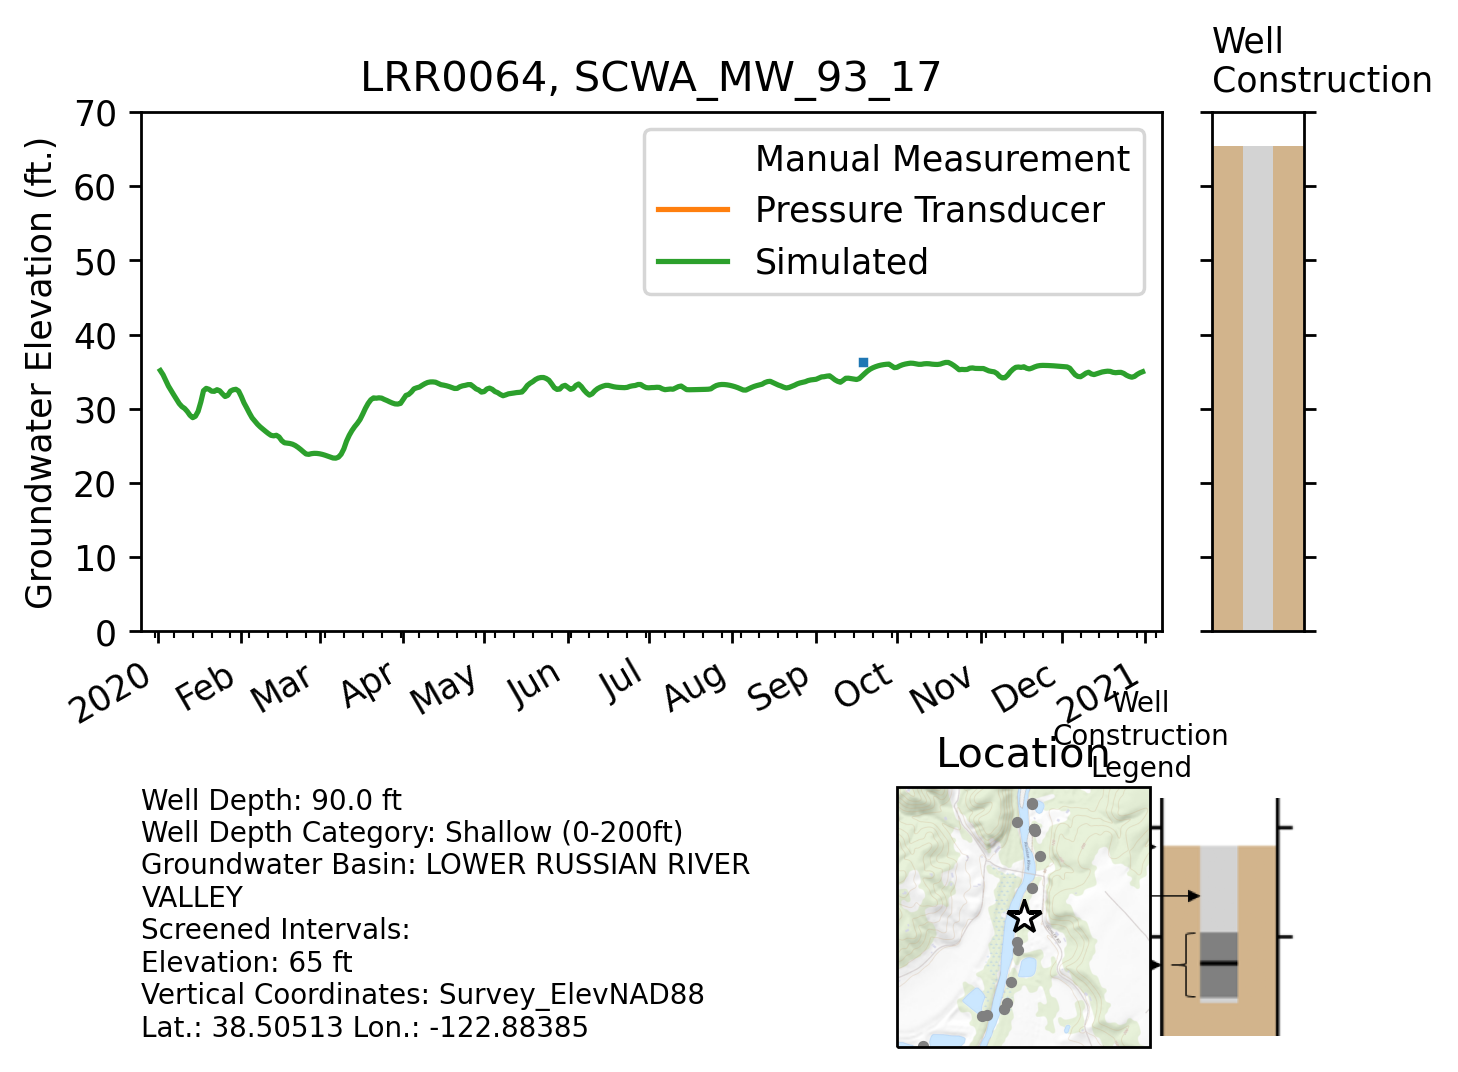 Well
Construction
LRR0064, SCWA_MW_93_17
Groundwater Elevation (ft.)
70
60
50
40
30
20
10
0
Manual Measurement
Pressure Transducer
Simulated
2020
Feb
Mar
Apr
May
Jun
Jul
Aug
Sep
Oct
Nov
Dec
2021
Well
Construction
Legend
Location
Well Depth: 90.0 ft
Well Depth Category: Shallow (0-200ft)
Groundwater Basin: LOWER RUSSIAN RIVER
VALLEY
Screened Intervals:
Elevation: 65 ft
Vertical Coordinates: Survey_ElevNAD88
Lat.: 38.50513 Lon.: -122.88385